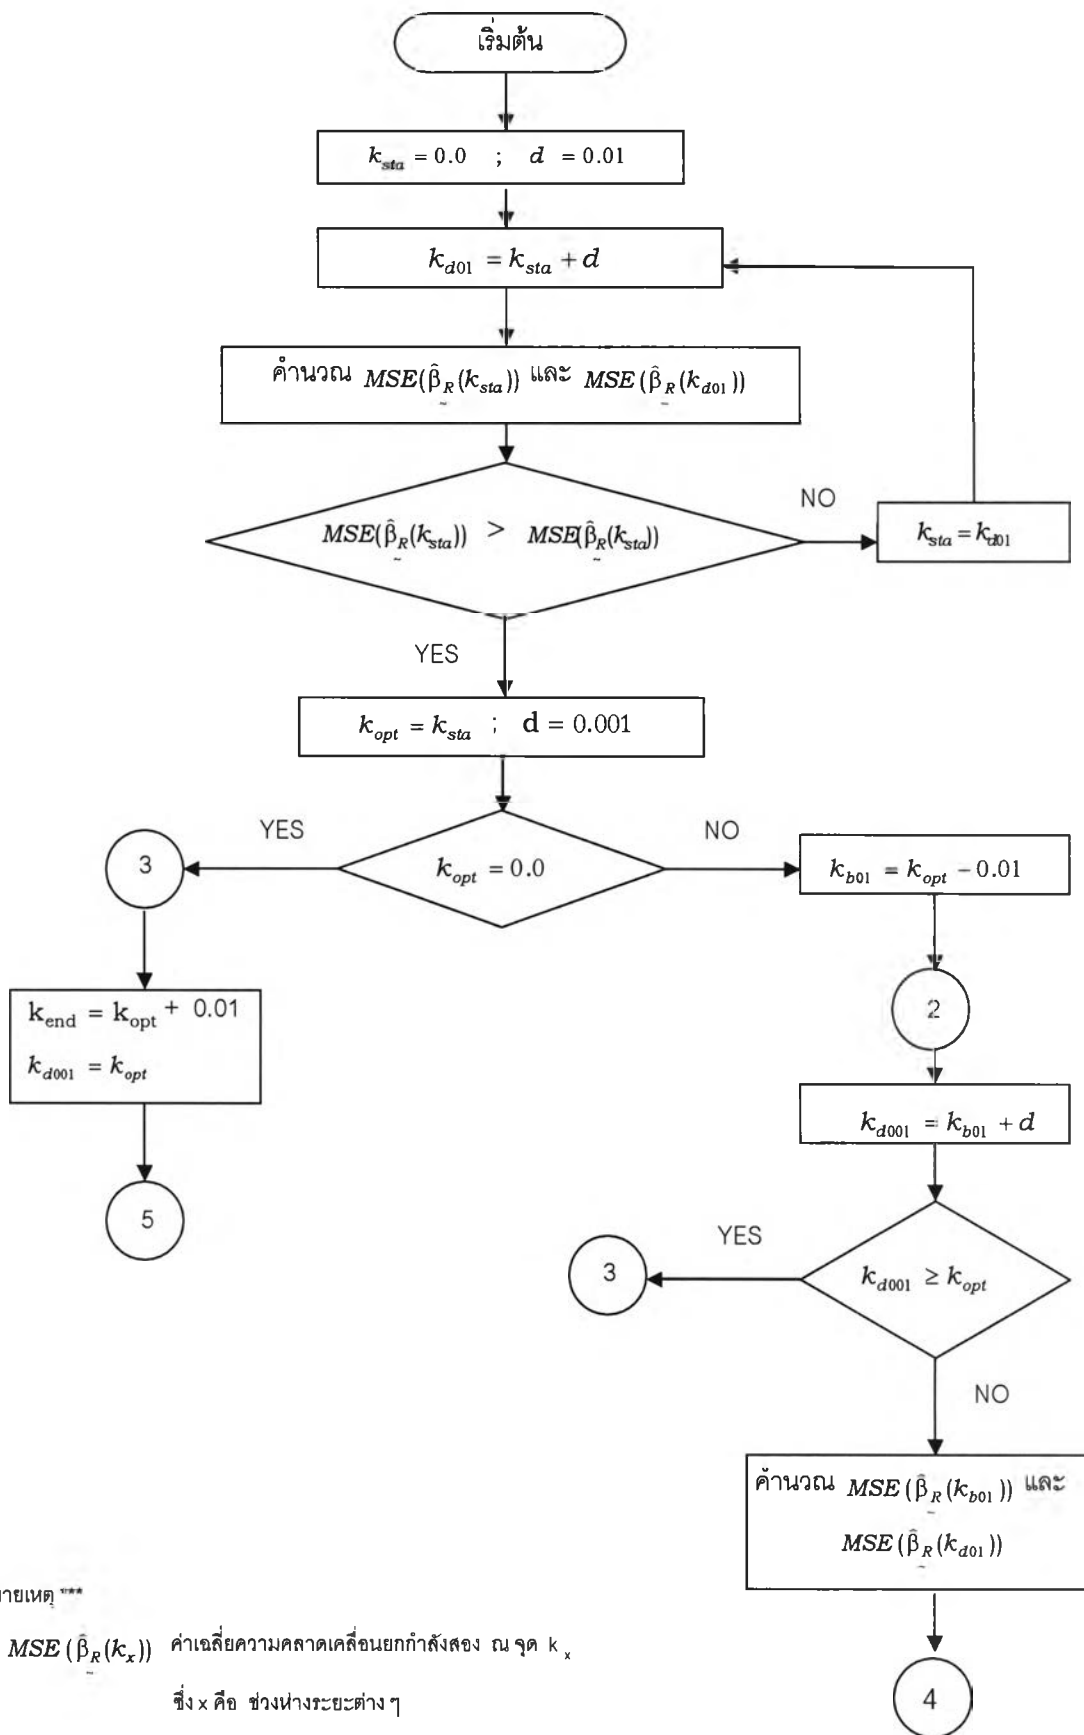 เริ่มต้น
k_sta = 0.0 ; d = 0.01
k_d01 = k_sta + d
คำนวณ MSE(β̂_R(k_sta)) และ MSE(β̂_R(k_d01))
MSE(β̂_R(k_sta)) > MSE(β̂_R(k_sta))
NO
k_sta = k_d01
YES
k_opt = k_sta ; d = 0.001
YES
k_opt = 0.0
NO
3
k_b01 = k_opt − 0.01
k_end = k_opt + 0.01
k_d001 = k_opt
2
k_d001 = k_b01 + d
5
YES
3
k_d001 ≥ k_opt
NO
คำนวณ MSE(β̂_R(k_b01)) และ
MSE(β̂_R(k_d01))
ายเหตุ ***
MSE(β̂_R(k_x)) ค่าเฉลี่ยความคลาดเคลื่อนยกกำลังสอง ณ จุด k_x
ซึ่ง x คือ ช่วงห่างระยะต่าง ๆ
4